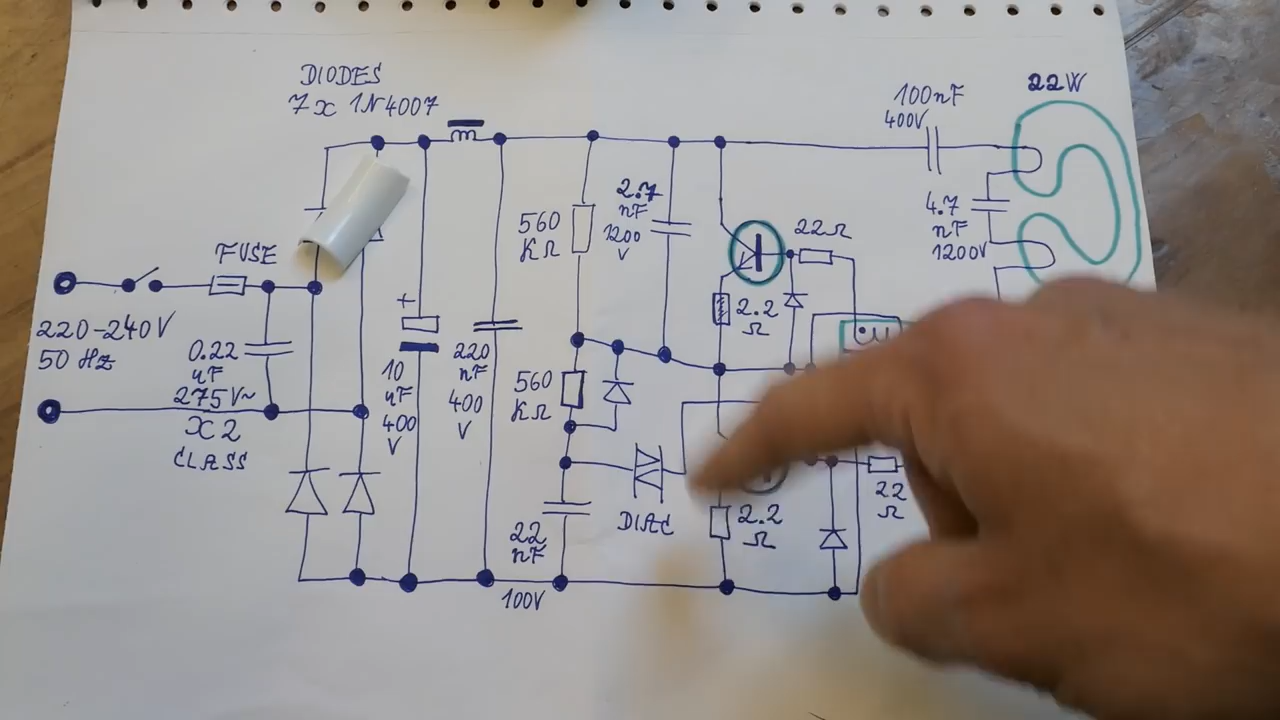 DIODES
7x 1N4007
100nF
400V
22W
2.7
nF
1200
V
560
KΩ
22Ω
4.7
nF
1200V
FUSE
2.2
Ω
+
220-240V
50 Hz
0.22
uF
275V~
X2
CLASS
10
uF
400
V
220
nF
400
V
560
KΩ
DIAC
22
nF
2.2
Ω
22
Ω
100V